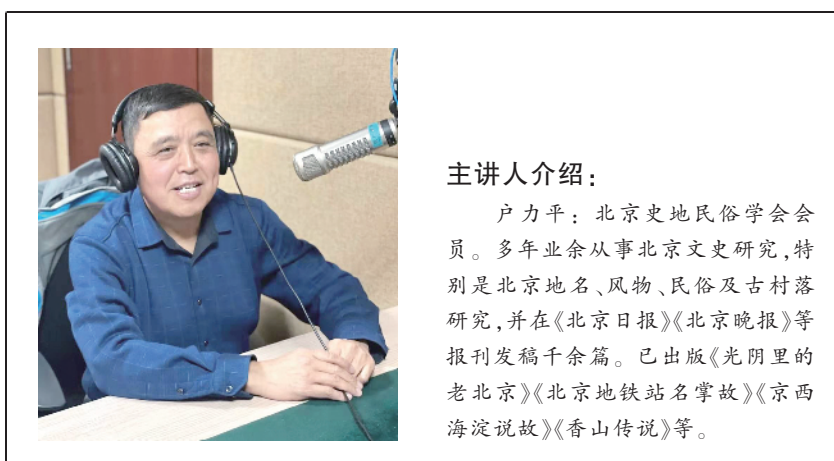 主讲人介绍：
户力平：北京史地民俗学会会
员。多年业余从事北京文史研究，特
别是北京地名、风物、民俗及古村落
研究，并在《北京日报》《北京晚报》等
报刊发稿千余篇。已出版《光阴里的
老北京》《北京地铁站名掌故》《京西
海淀说故》《香山传说》等。